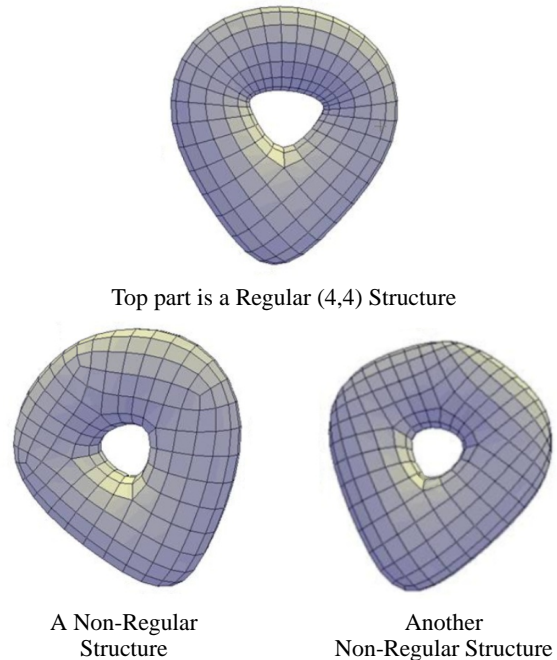 Top part is a Regular (4,4) Structure
A Non-Regular
Structure
Another
Non-Regular Structure